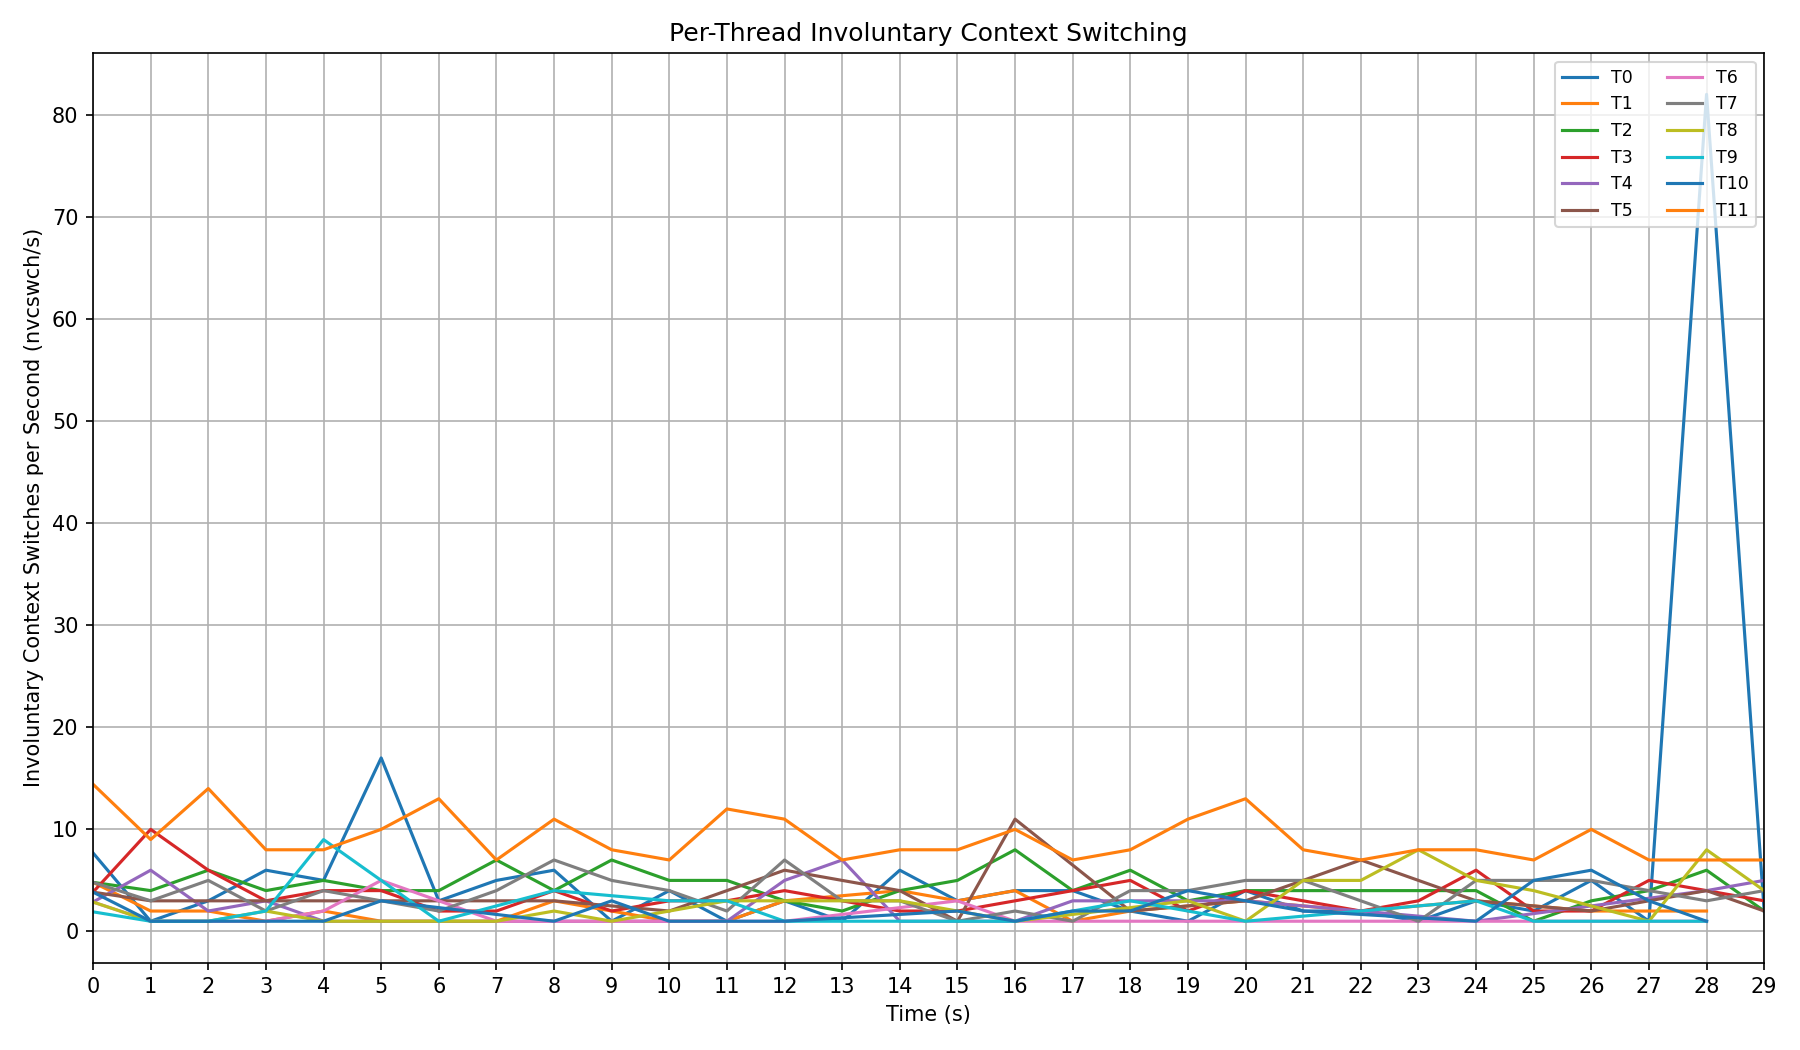 Per-Thread Involuntary Context Switching
Involuntary Context Switches per Second (nvcswch/s)
80
70
60
50
40
30
20
10
0
T0 T6
T1 T7
T2 T8
T3 T9
T4 T10
T5 T11
0 1 2 3 4 5 6 7 8 9 10 11 12 13 14 15 16 17 18 19 20 21 22 23 24 25 26 27 28 29
Time (s)